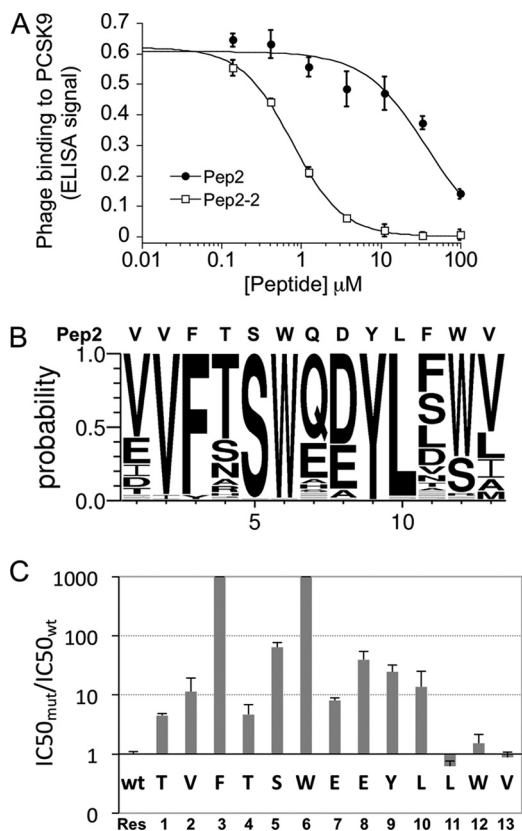 A
Phage binding to PCSK9
(ELISA signal)
0.7
0.6
0.5
0.4
0.3
0.2
0.1
0
Pep2
Pep2-2
0.01 0.1 1 10 100
[Peptide] μM
B
Pep2 V V F T S W Q D Y L F W V
probability
1.0
0.5
0.0
V V F T S W Q D Y L F W V
E S E E S S L
I N L I
D A D A
5 10
C
IC50mut/IC50wt
1000
100
10
1
0
wt T V F T S W E E Y L L W V
Res 1 2 3 4 5 6 7 8 9 10 11 12 13